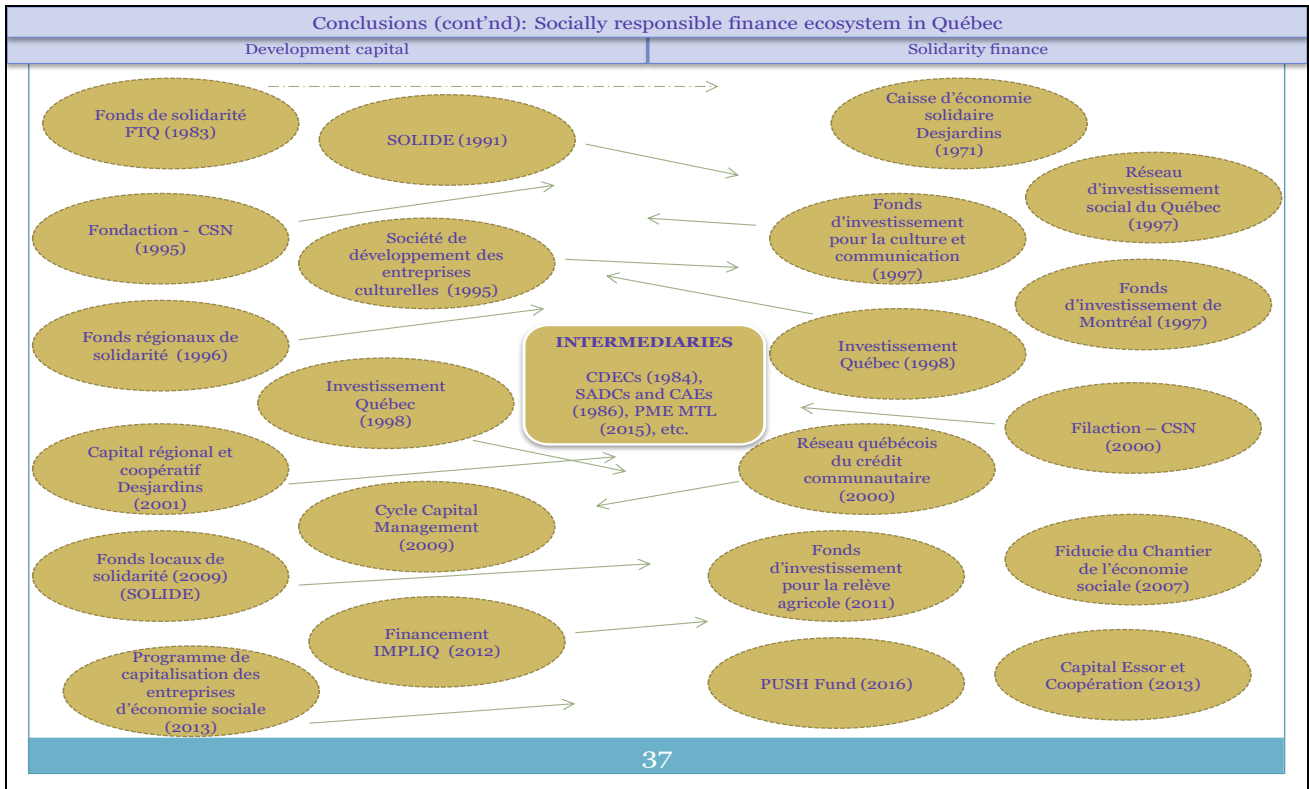 Conclusions (cont'nd): Socially responsible finance ecosystem in Québec
Development capital
Solidarity finance
Fonds de solidarité
FTQ (1983)
SOLIDE (1991)
Caisse d'économie
solidaire
Desjardins
(1971)
Réseau
d'investissement
social du Québec
(1997)
Fondaction - CSN
(1995)
Société de
développement des
entreprises
culturelles (1995)
Fonds
d'investissement
pour la culture et
communication
(1997)
Fonds
d'investissement de
Montréal (1997)
Fonds régionaux de
solidarité (1996)
INTERMEDIARIES
CDECs (1984),
SADCs and CAEs
(1986), PME MTL
(2015), etc.
Investissement
Québec (1998)
Investissement
Québec
(1998)
Filaction – CSN
(2000)
Capital régional et
coopératif
Desjardins
(2001)
Réseau québécois
du crédit
communautaire
(2000)
Cycle Capital
Management
(2009)
Fonds locaux de
solidarité (2009)
(SOLIDE)
Fonds
d'investissement
pour la relève
agricole (2011)
Fiducie du Chantier
de l'économie
sociale (2007)
Financement
IMPLIQ (2012)
Programme de
capitalisation des
entreprises
d'économie sociale
(2013)
PUSH Fund (2016)
Capital Essor et
Coopération (2013)
37